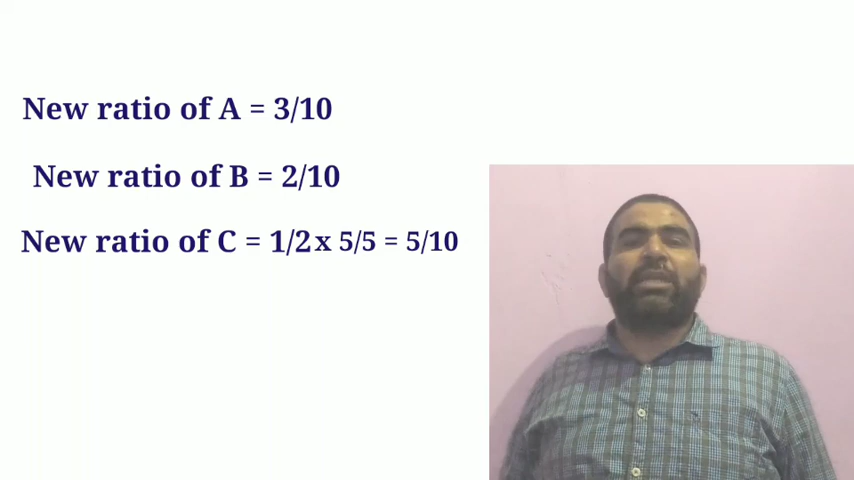 New ratio of A = 3/10
New ratio of B = 2/10
New ratio of C = 1/2 x 5/5 = 5/10